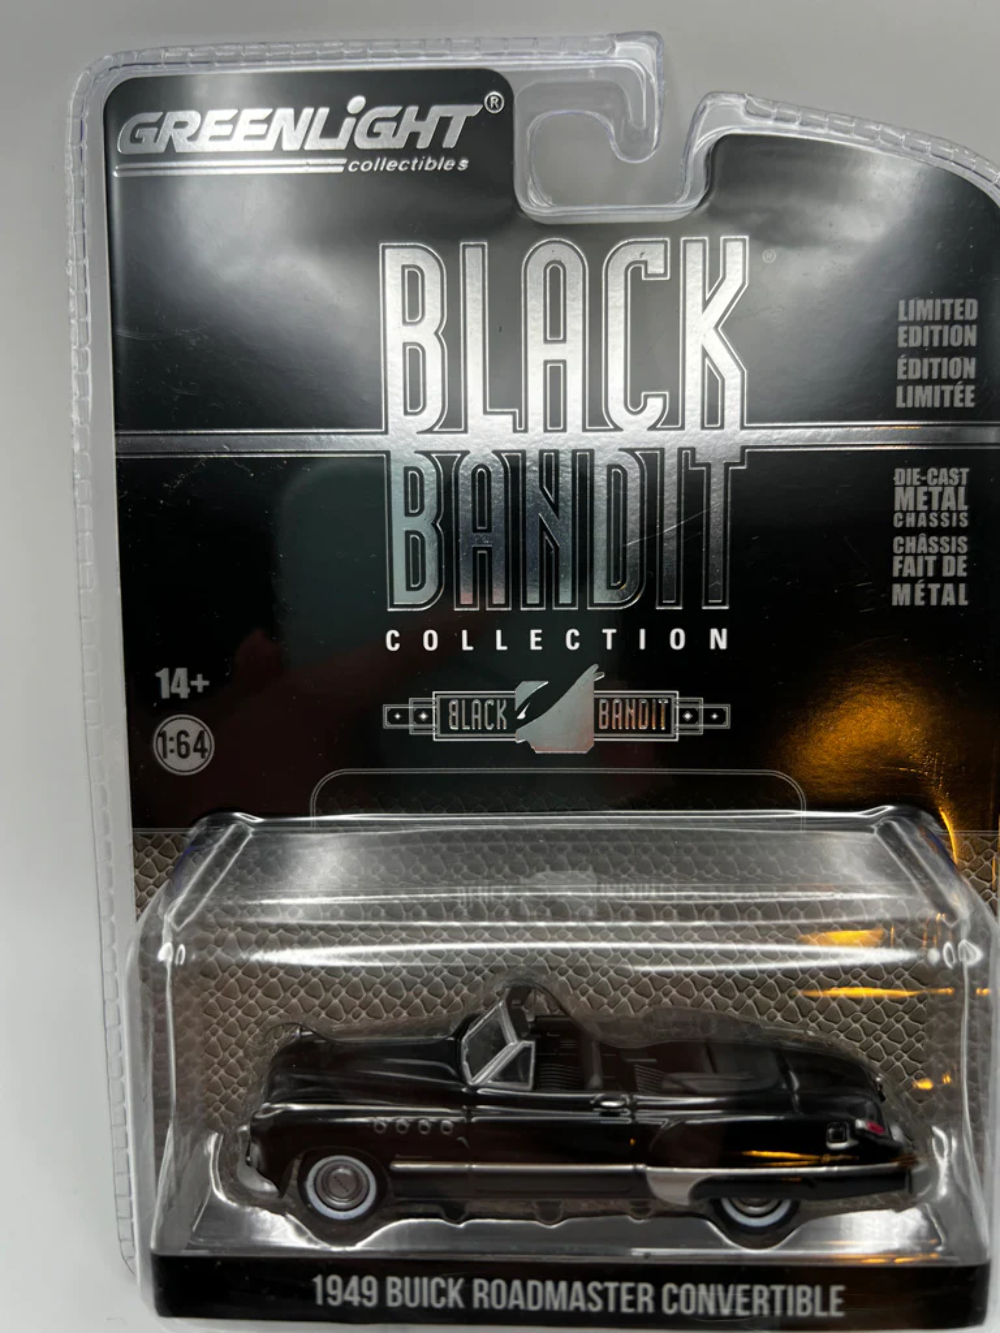 GREENLiGHT®
collectibles
BLACK ®
BANDIT
COLLECTION
BLACK BANDIT
LIMITED
EDITION
ÉDITION
LIMITÉE
DIE-CAST
METAL
CHASSIS
CHÂSSIS
FAIT DE
MÉTAL
14+
1:64
1949 BUICK ROADMASTER CONVERTIBLE